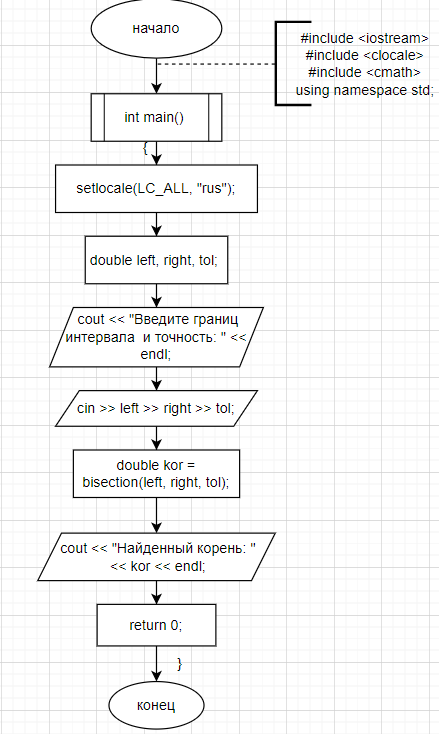 начало
#include <iostream>
#include <clocale>
#include <cmath>
using namespace std;
int main()
{
setlocale(LC_ALL, "rus");
double left, right, tol;
cout << "Введите границ
интервала и точность: " <<
endl;
cin >> left >> right >> tol;
double kor =
bisection(left, right, tol);
cout << "Найденный корень: "
<< kor << endl;
return 0;
}
конец